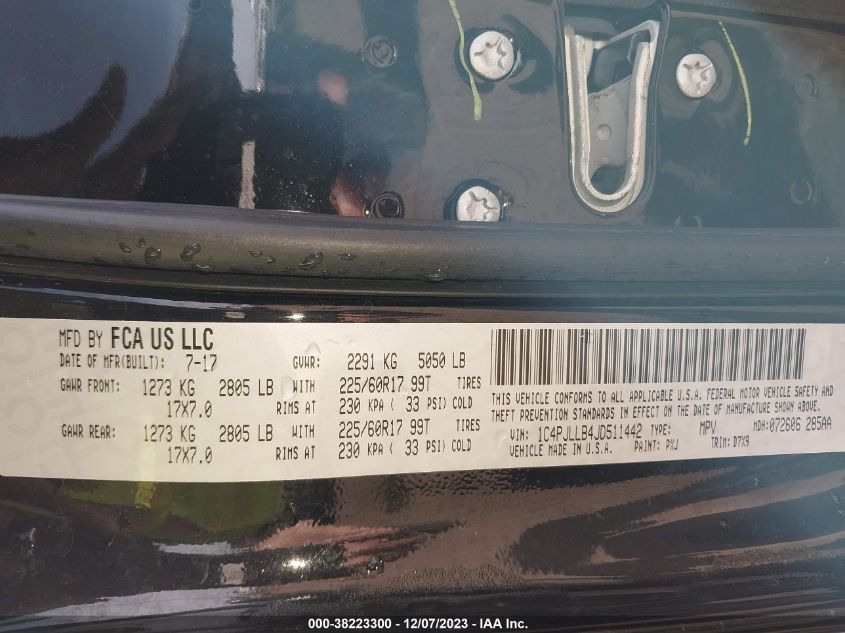 MFD BY FCA US LLC
DATE OF MFR(BUILT): 7-17 GVWR: 2291 KG 5050 LB
GAWR FRONT: 1273 KG 2805 LB WITH 225/60R17 99T TIRES
17X7.0 RIMS AT 230 KPA ( 33 PSI) COLD
GAWR REAR: 1273 KG 2805 LB WITH 225/60R17 99T TIRES
17X7.0 RIMS AT 230 KPA ( 33 PSI) COLD
THIS VEHICLE CONFORMS TO ALL APPLICABLE U.S.A. FEDERAL MOTOR VEHICLE SAFETY AND
THEFT PREVENTION STANDARDS IN EFFECT ON THE DATE OF MANUFACTURE SHOWN ABOVE.
VIN: 1C4PJLLB4JD511442 TYPE: MPV MDH: 072606 285AA
VEHICLE MADE IN U.S.A. PAINT: PXJ TRIM: D7X9
000-38223300 - 12/07/2023 - IAA Inc.